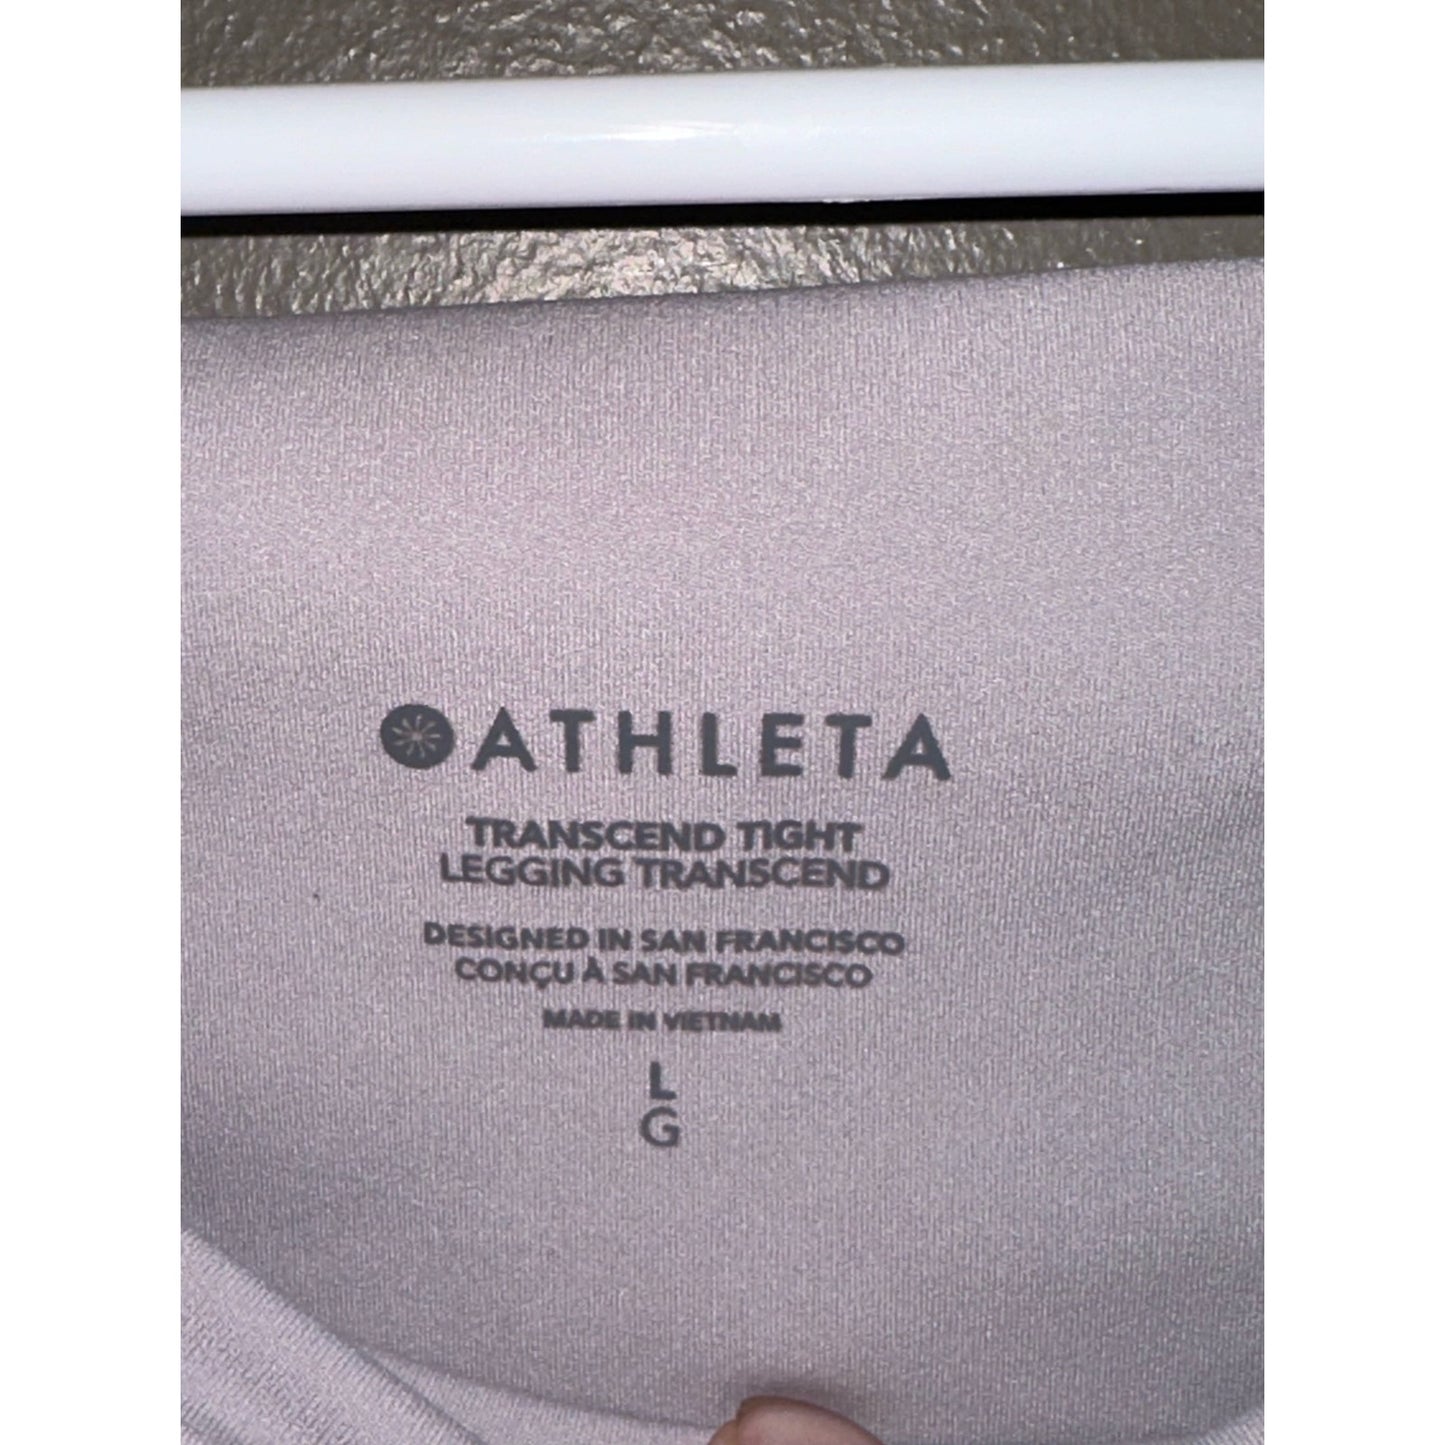 ATHLETA
TRANSCEND TIGHT
LEGGING TRANSCEND
DESIGNED IN SAN FRANCISCO
CONÇU À SAN FRANCISCO
MADE IN VIETNAM
L
G